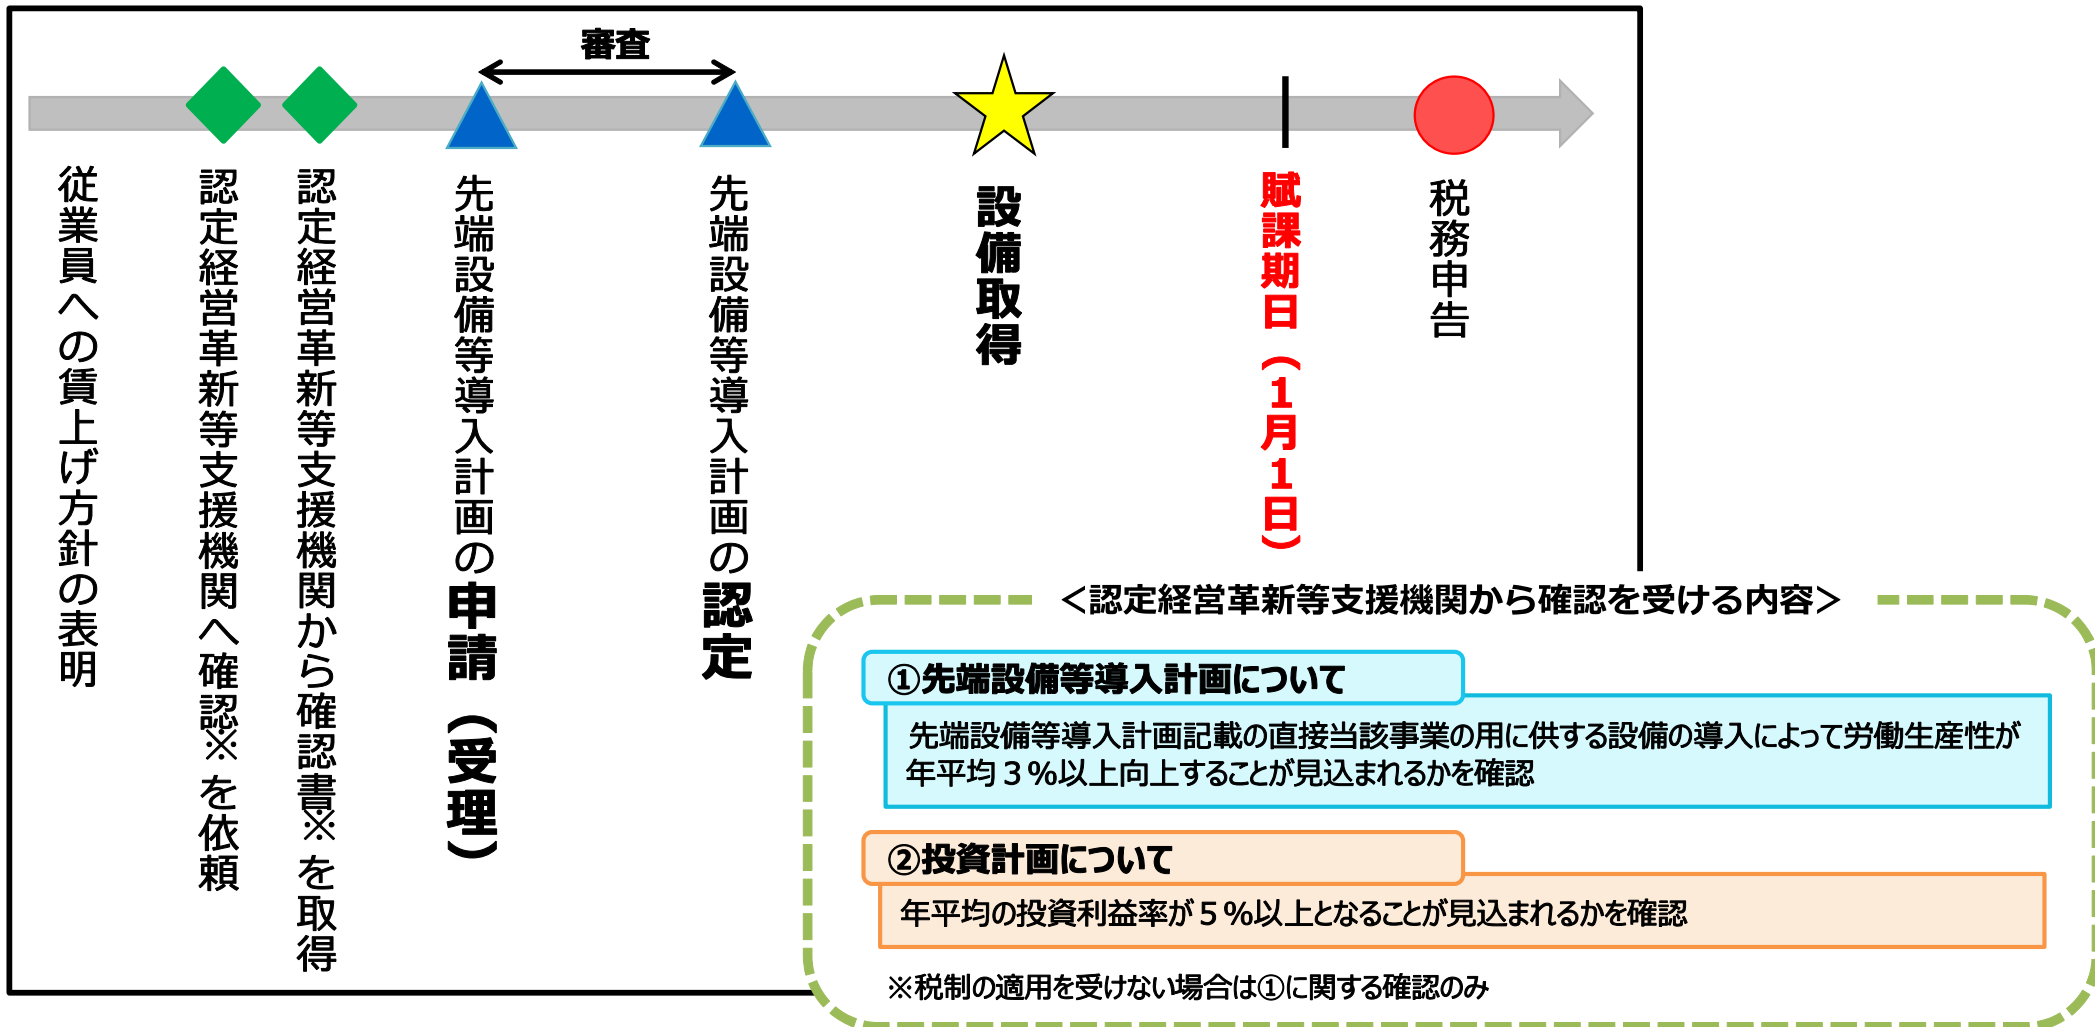 審査
従業員への賃上げ方針の表明
認定経営革新等支援機関へ確認※を依頼
認定経営革新等支援機関から確認書※を取得
先端設備等導入計画の申請（受理）
先端設備等導入計画の認定
設備取得
賦課期日（１月１日）
税務申告
＜認定経営革新等支援機関から確認を受ける内容＞
①先端設備等導入計画について
先端設備等導入計画記載の直接当該事業の用に供する設備の導入によって労働生産性が
年平均３％以上向上することが見込まれるかを確認
②投資計画について
年平均の投資利益率が５％以上となることが見込まれるかを確認
※税制の適用を受けない場合は①に関する確認のみ